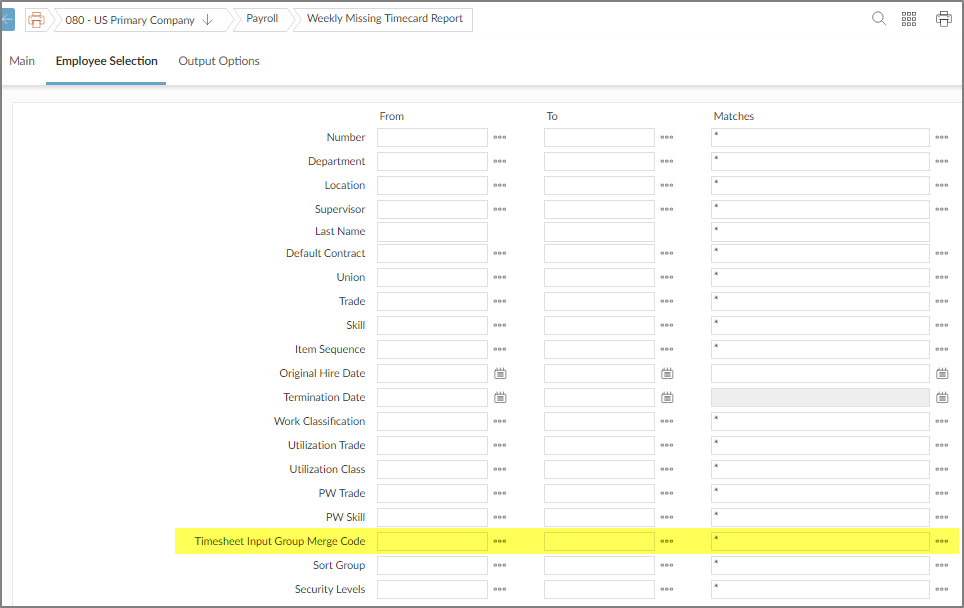 080 - US Primary Company Payroll Weekly Missing Timecard Report
Main Employee Selection Output Options
From To Matches
Number *
Department *
Location *
Supervisor *
Last Name *
Default Contract *
Union *
Trade *
Skill *
Item Sequence *
Original Hire Date
Termination Date
Work Classification *
Utilization Trade *
Utilization Class *
PW Trade *
PW Skill *
Timesheet Input Group Merge Code *
Sort Group *
Security Levels *